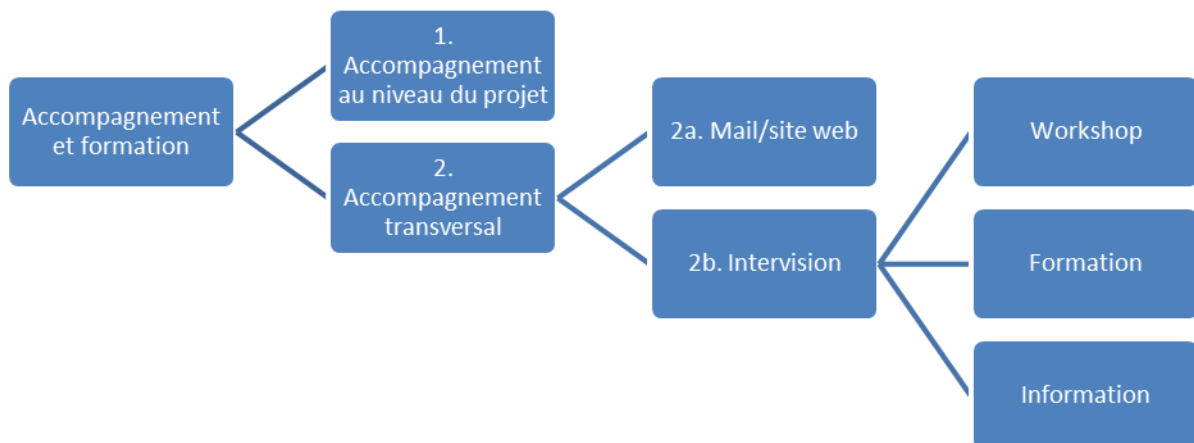 Accompagnement
et formation
1.
Accompagnement
au niveau du projet
2.
Accompagnement
transversal
2a. Mail/site web
2b. Intervision
Workshop
Formation
Information